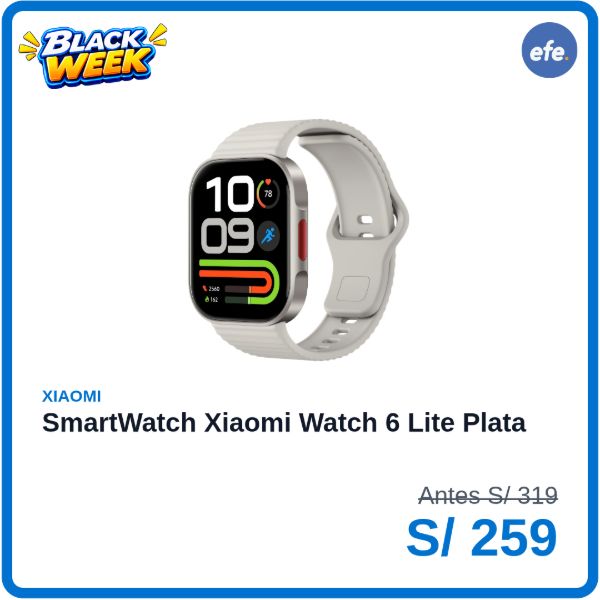 BLACK
WEEK
efe.
10
78
09
2560
162
XIAOMI
SmartWatch Xiaomi Watch 6 Lite Plata
Antes S/ 319
S/ 259